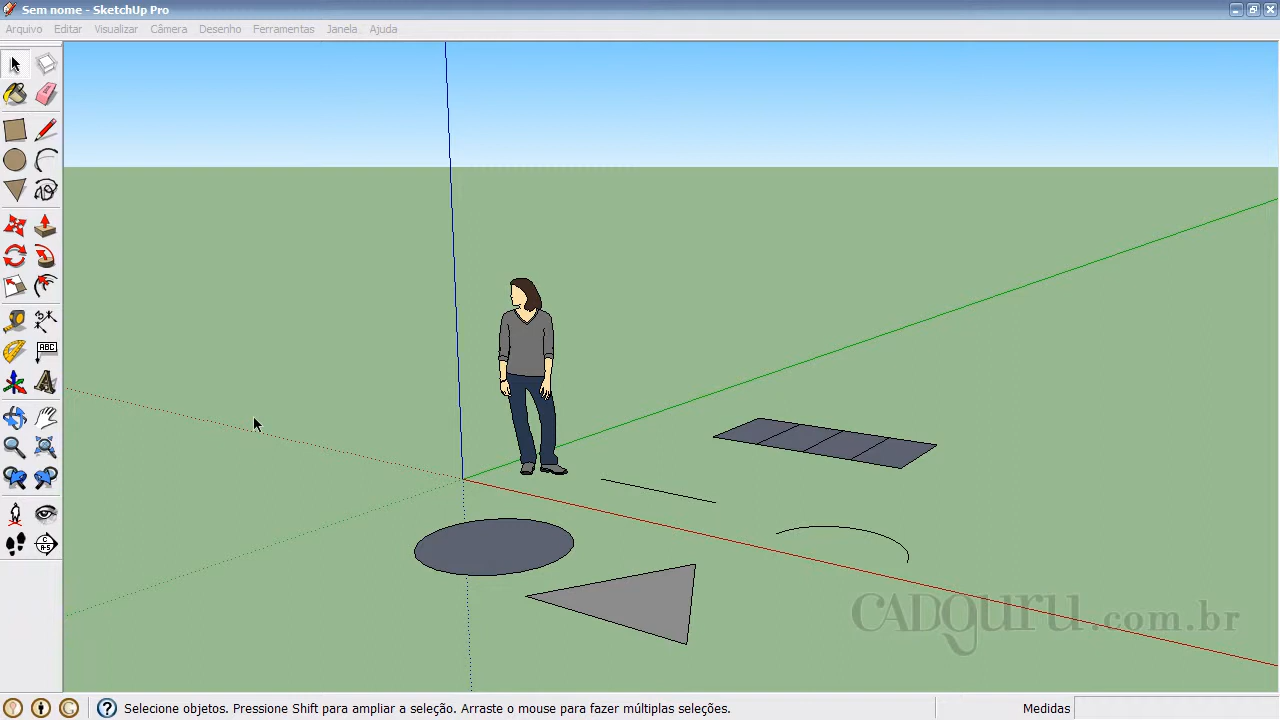 Sem nome - SketchUp Pro
Arquivo Editar Visualizar Câmera Desenho Ferramentas Janela Ajuda
ABC
CADguru.com.br
Selecione objetos. Pressione Shift para ampliar a seleção. Arraste o mouse para fazer múltiplas seleções. Medidas